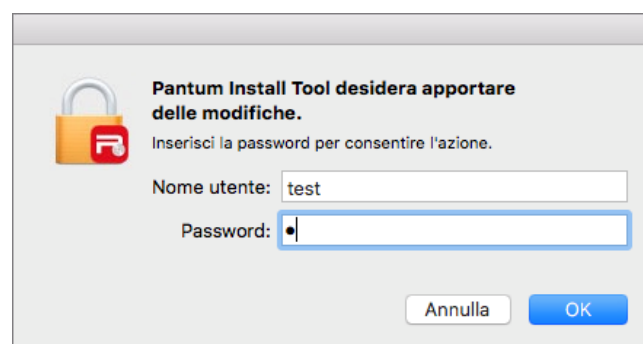 Pantum Install Tool desidera apportare
delle modifiche.
Inserisci la password per consentire l'azione.
Nome utente: test
Password: •
Annulla OK